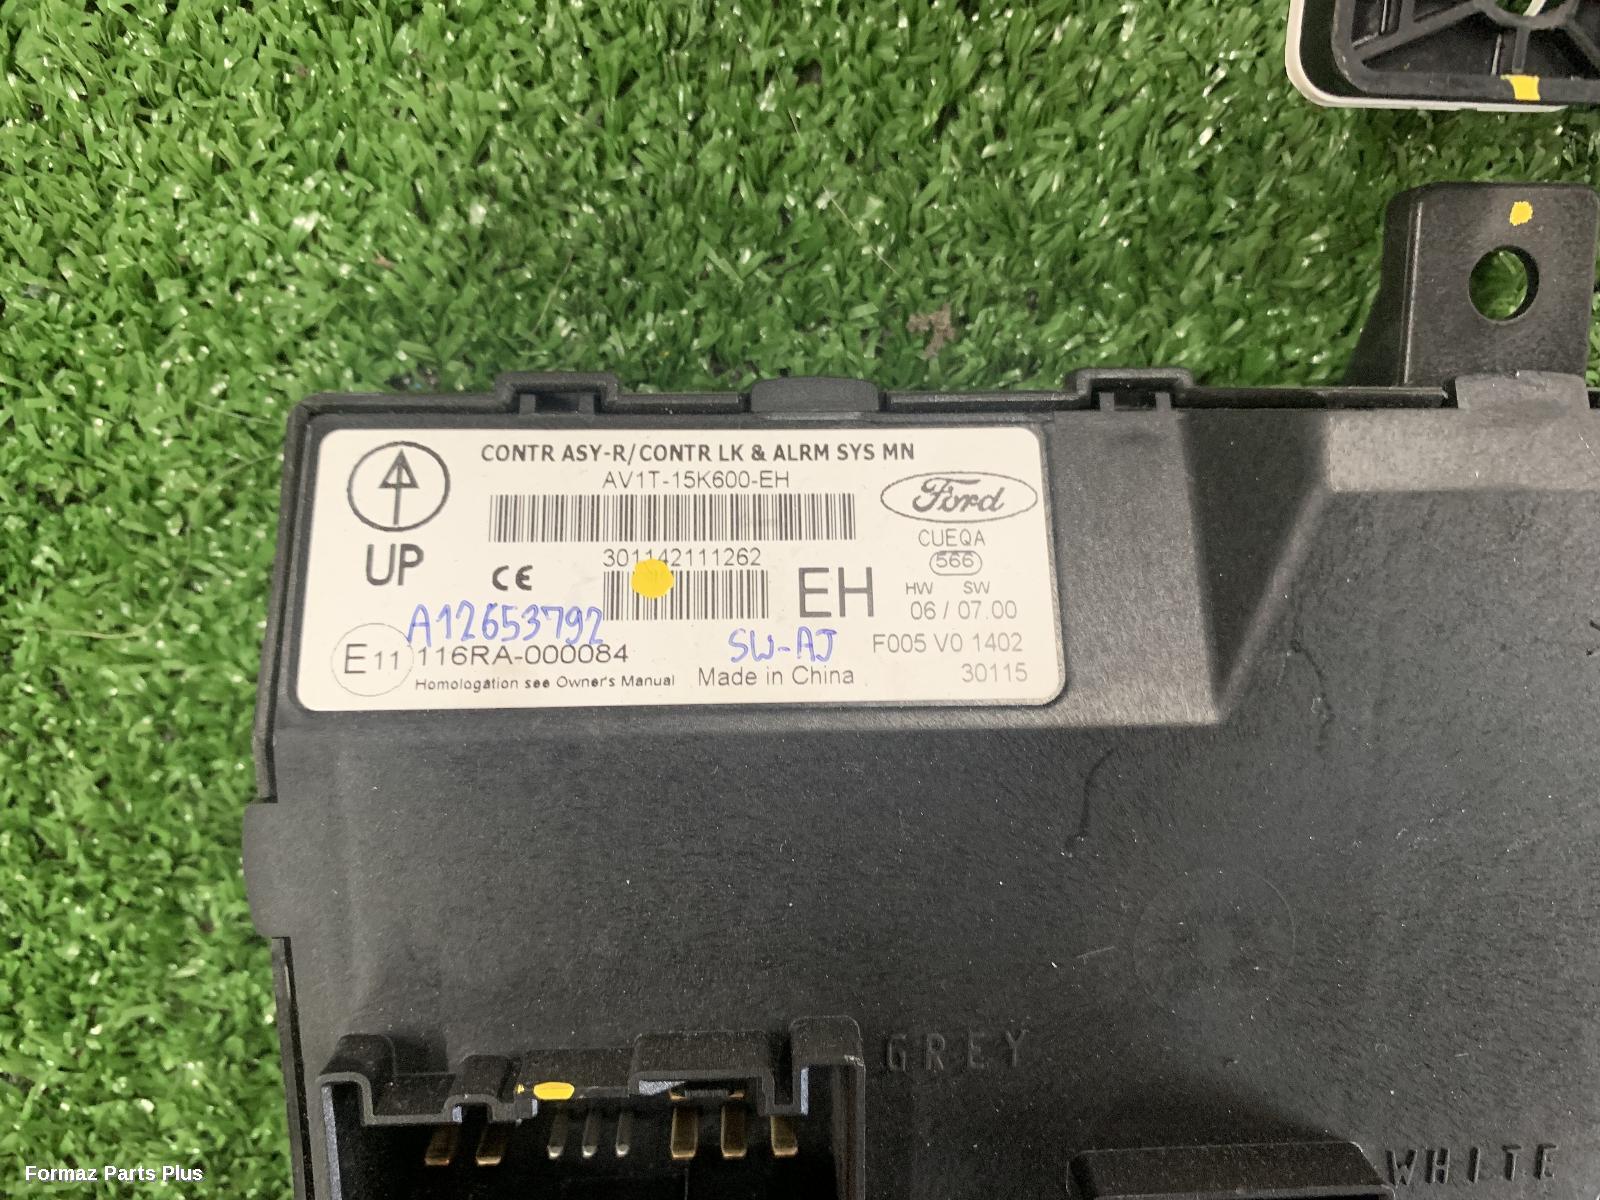 CONTR ASY-R/CONTR LK & ALRM SYS MN
AV1T-15K600-EH
Ford
UP
CE
301142111262
EH
CUEQA
566
HW SW
06 / 07.00
A12653792
SW-AJ
F005 V0 1402
E11
116RA-000084
Homologation see Owner's Manual
Made in China
30115
GREY
WHITE
Formaz Parts Plus